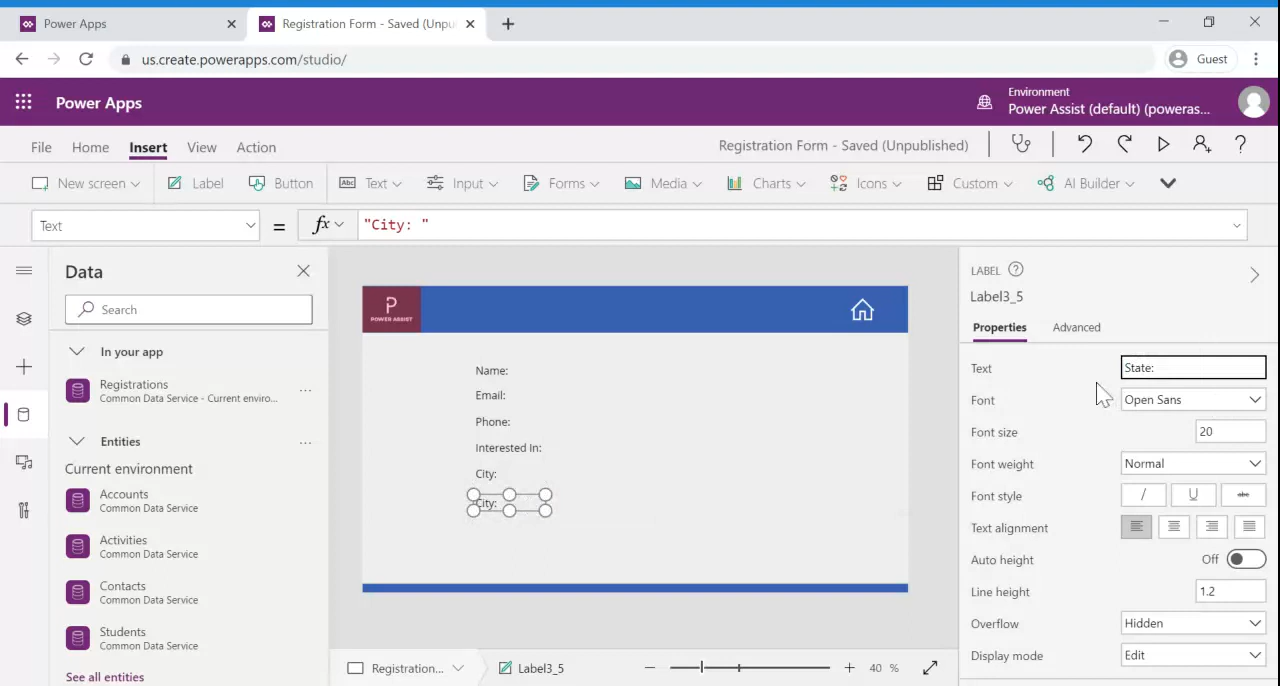 Power Apps
Registration Form - Saved (Unpu
us.create.powerapps.com/studio/
Guest
Power Apps
Environment
Power Assist (default) (poweras...
File
Home
Insert
View
Action
Registration Form - Saved (Unpublished)
?
New screen
Label
Button
Abc
Text
Input
Forms
Media
Charts
Icons
Custom
AI Builder
Text
=
fx
"City: "
Data
Search
In your app
Registrations
...
Common Data Service - Current enviro...
Entities
...
Current environment
Accounts
Common Data Service
Activities
Common Data Service
Contacts
Common Data Service
Students
Common Data Service
See all entities
P
POWER ASSIST
Name:
Email:
Phone:
Interested In:
City:
City:
Registration...
Label3_5
40 %
LABEL ?
Label3_5
Properties
Advanced
Text
State:
Font
Open Sans
Font size
20
Font weight
Normal
Font style
/
U
abc
Text alignment
Auto height
Off
Line height
1.2
Overflow
Hidden
Display mode
Edit